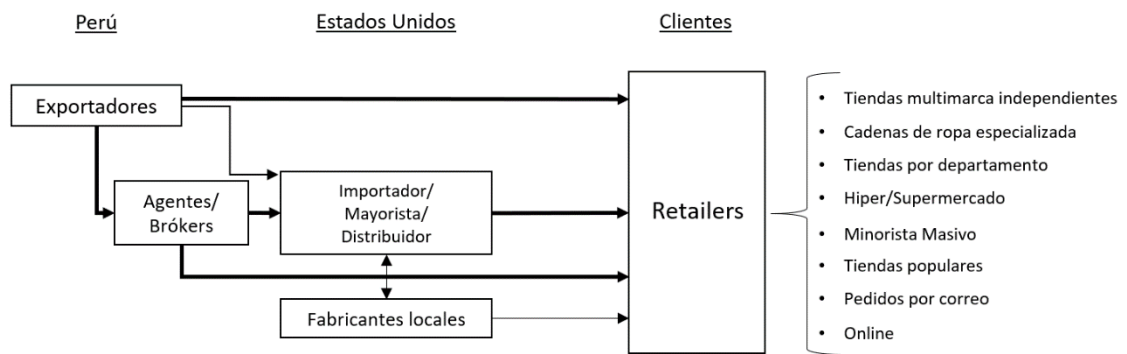 Perú
Estados Unidos
Clientes
Exportadores
Agentes/
Brókers
Importador/
Mayorista/
Distribuidor
Fabricantes locales
Retailers
• Tiendas multimarca independientes
• Cadenas de ropa especializada
• Tiendas por departamento
• Hiper/Supermercado
• Minorista Masivo
• Tiendas populares
• Pedidos por correo
• Online